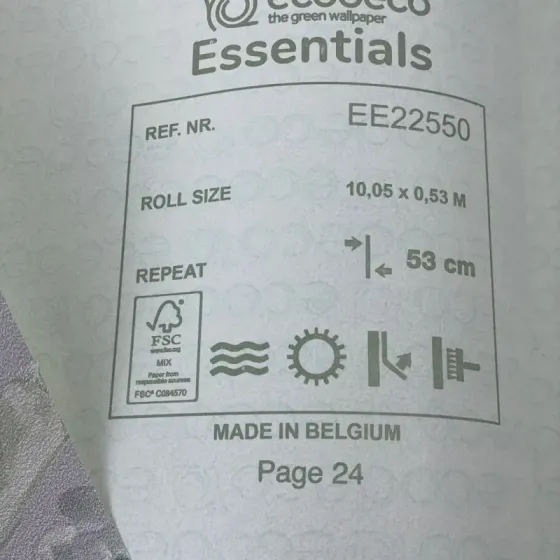 ecodeco
the green wallpaper
Essentials
REF. NR. EE22550
ROLL SIZE 10,05 x 0,53 M
REPEAT 53 cm
FSC
MIX
Paper from
responsible sources
FSC® C084570
MADE IN BELGIUM
Page 24